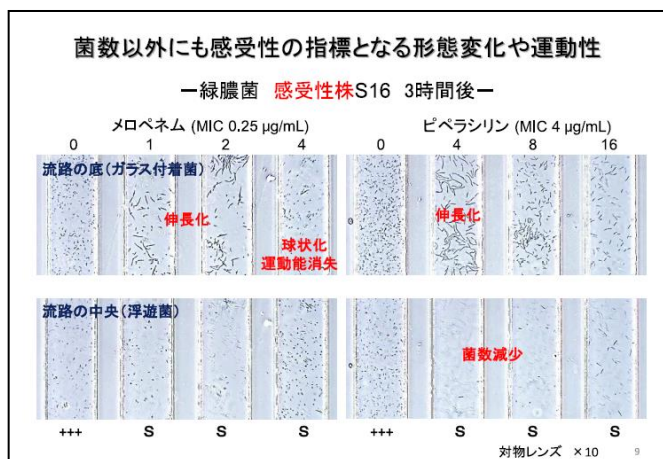 菌数以外にも感受性の指標となる形態変化や運動性
ー緑膿菌 感受性株S16 3時間後ー
メロペネム (MIC 0.25 µg/mL)
ピペラシリン (MIC 4 µg/mL)
0 1 2 4
0 4 8 16
流路の底(ガラス付着菌)
伸長化
球状化
運動能消失
伸長化
流路の中央(浮遊菌)
菌数減少
+++ S S S
+++ S S S
対物レンズ ×10
9